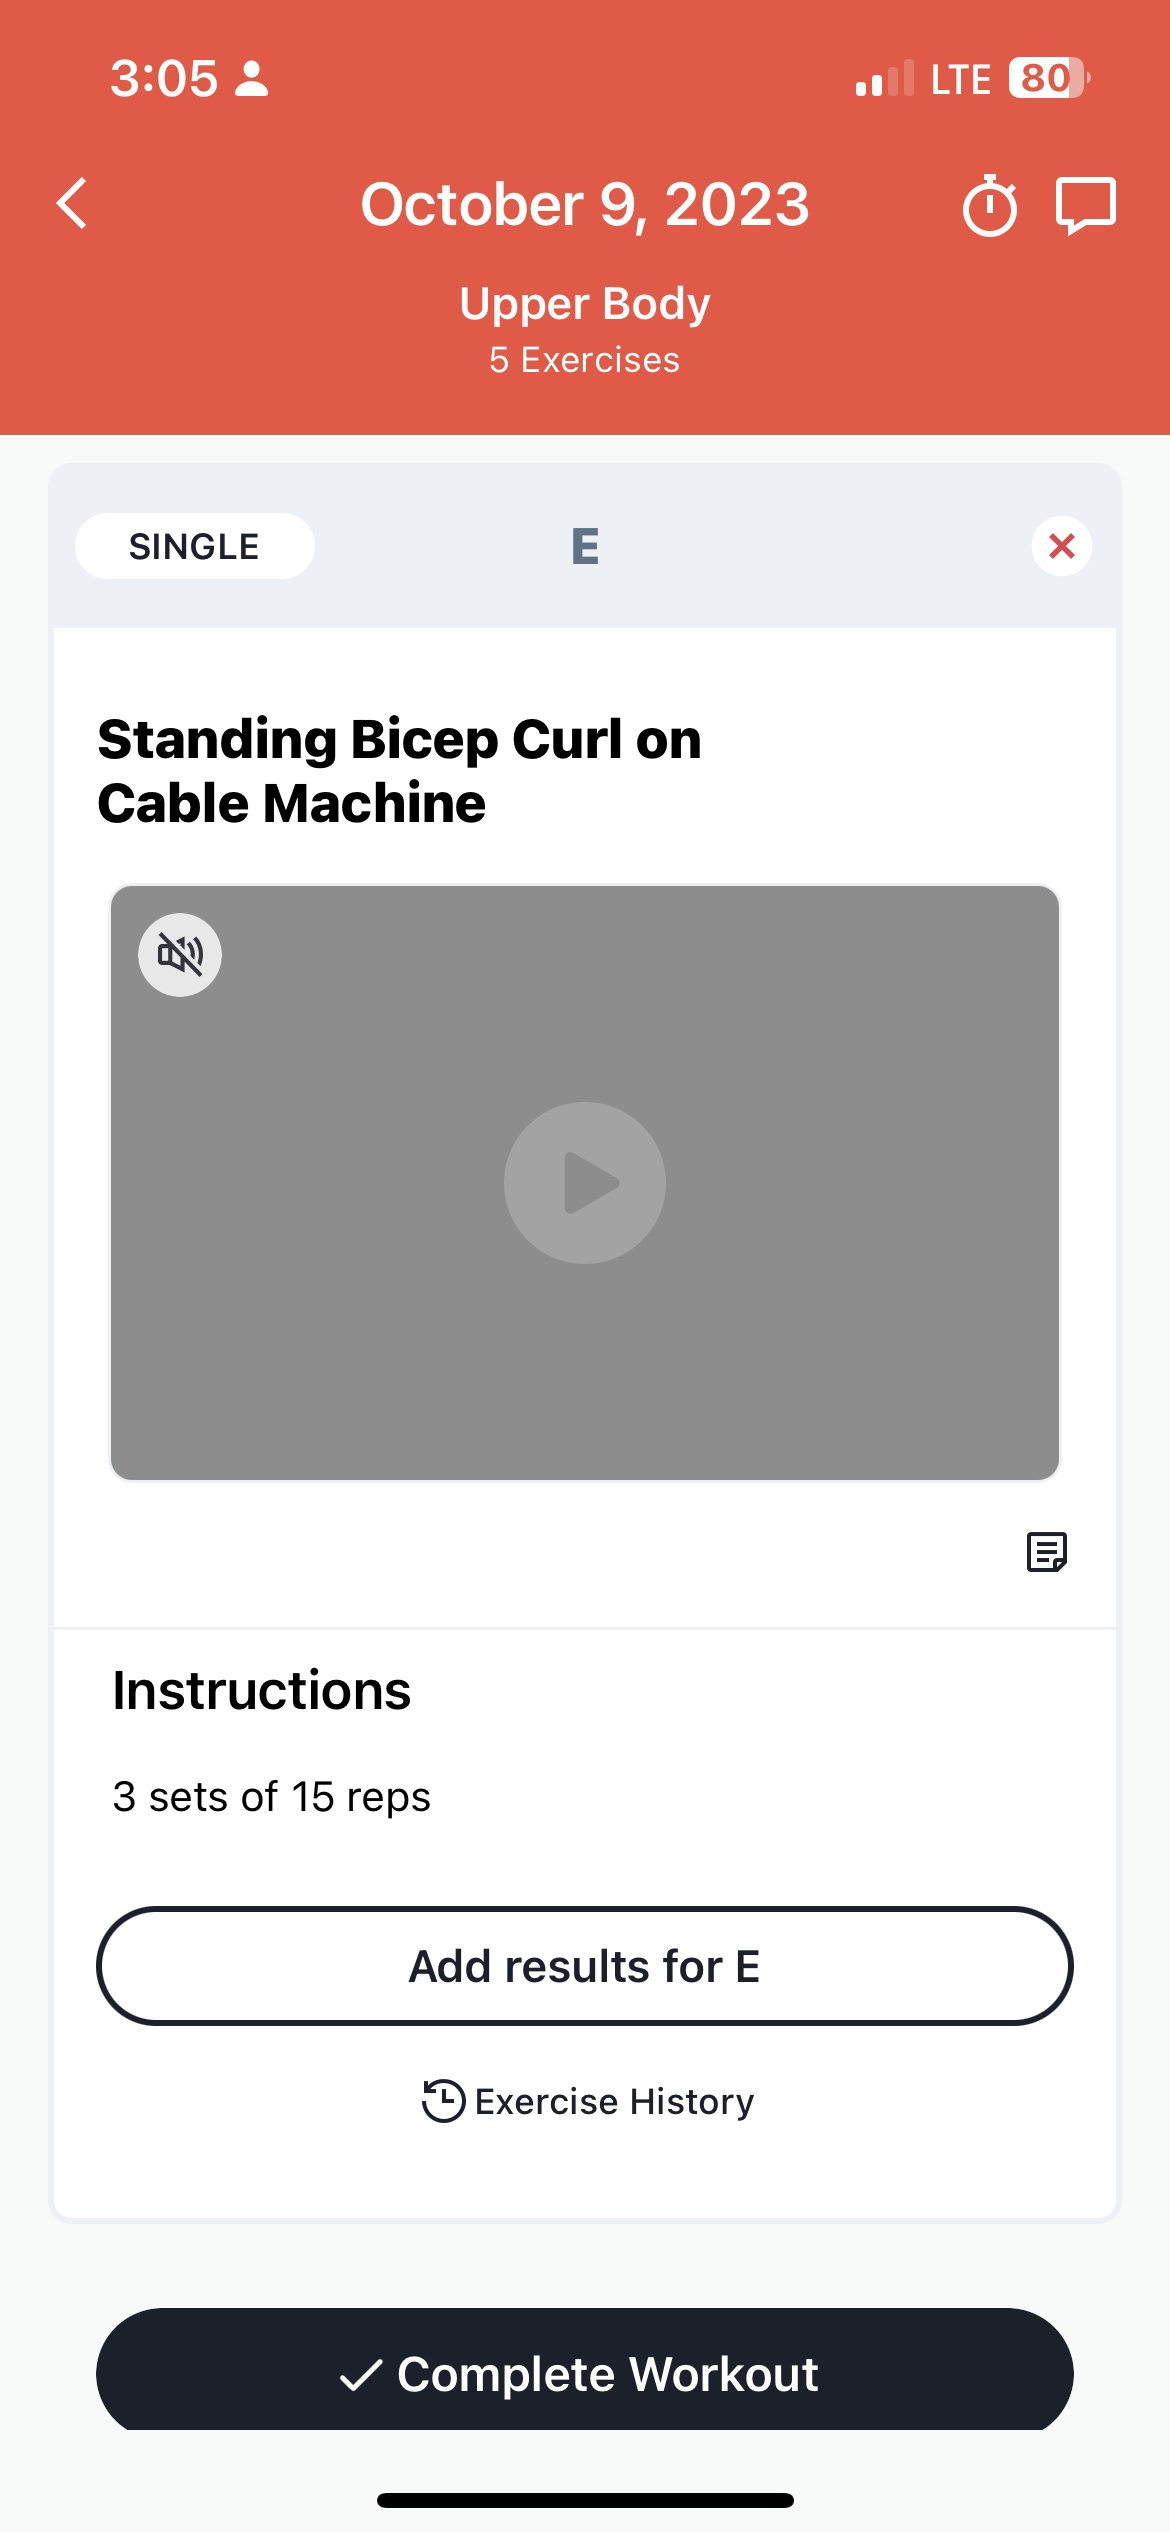 3:05
LTE
80
October 9, 2023
Upper Body
5 Exercises
SINGLE
E
Standing Bicep Curl on
Cable Machine
Instructions
3 sets of 15 reps
Add results for E
Exercise History
Complete Workout